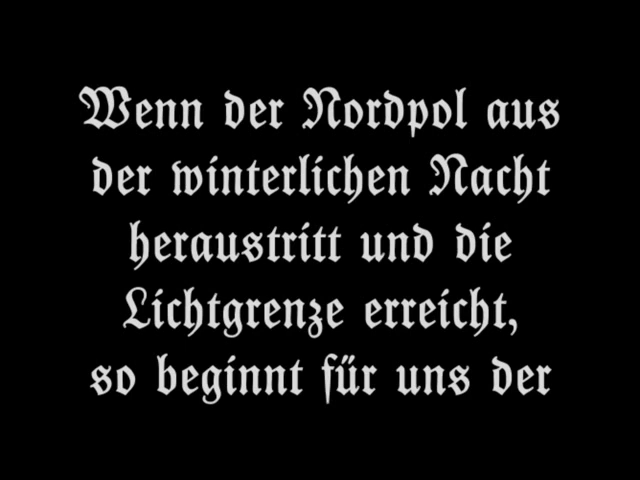 Wenn der Nordpol aus
der winterlichen Nacht
heraustritt und die
Lichtgrenze erreicht,
so beginnt für uns der